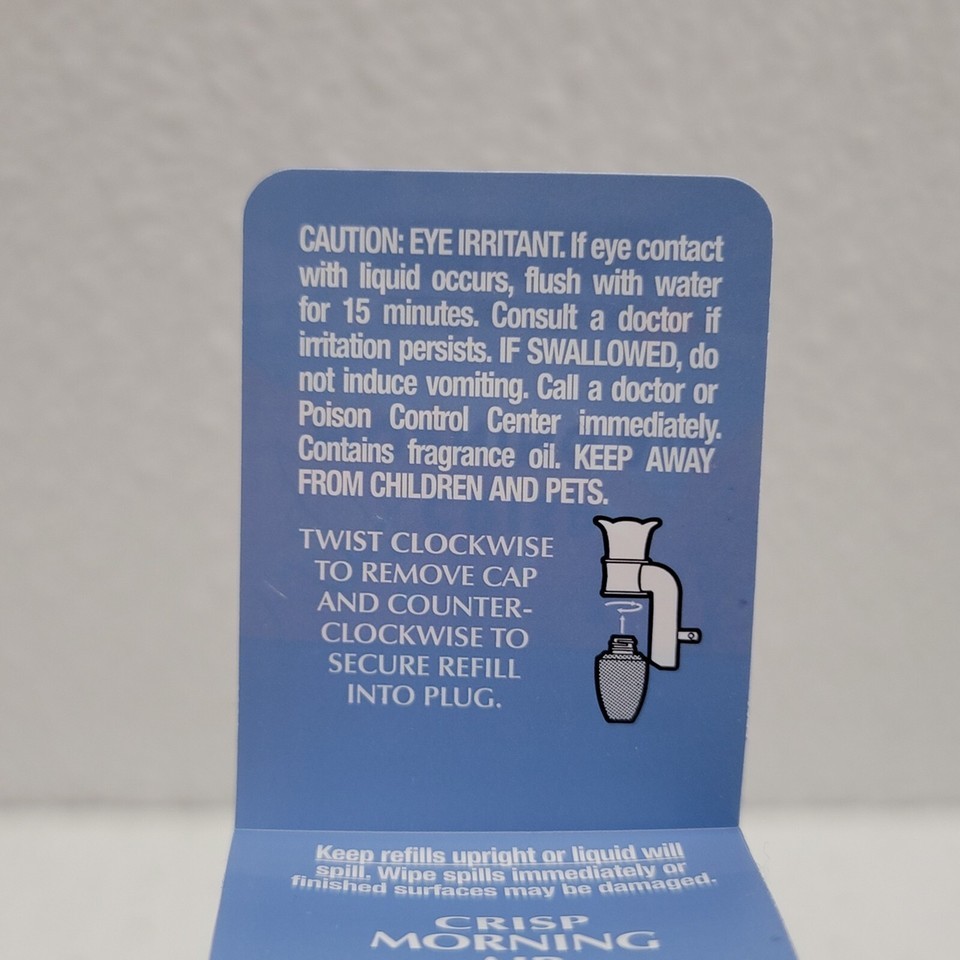 CAUTION: EYE IRRITANT. If eye contact
with liquid occurs, flush with water
for 15 minutes. Consult a doctor if
irritation persists. IF SWALLOWED, do
not induce vomiting. Call a doctor or
Poison Control Center immediately.
Contains fragrance oil. KEEP AWAY
FROM CHILDREN AND PETS.
TWIST CLOCKWISE
TO REMOVE CAP
AND COUNTER-
CLOCKWISE TO
SECURE REFILL
INTO PLUG.
Keep refills upright or liquid will
spill. Wipe spills immediately or
finished surfaces may be damaged.
CRISP
MORNING
AIR